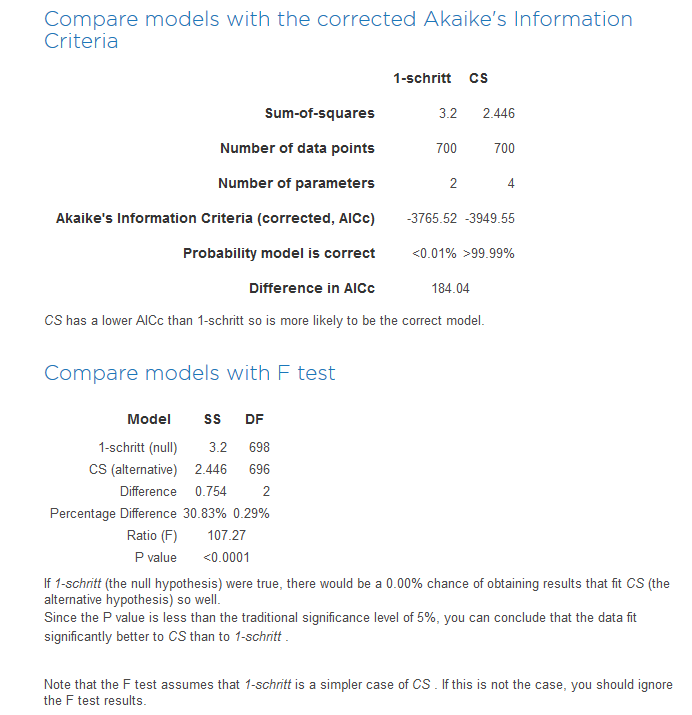 Compare models with the corrected Akaike's Information
Criteria
1-schritt CS
Sum-of-squares 3.2 2.446
Number of data points 700 700
Number of parameters 2 4
Akaike's Information Criteria (corrected, AICc) -3765.52 -3949.55
Probability model is correct <0.01% >99.99%
Difference in AICc 184.04
CS has a lower AICc than 1-schritt so is more likely to be the correct model.
Compare models with F test
Model SS DF
1-schritt (null) 3.2 698
CS (alternative) 2.446 696
Difference 0.754 2
Percentage Difference 30.83% 0.29%
Ratio (F) 107.27
P value <0.0001
If 1-schritt (the null hypothesis) were true, there would be a 0.00% chance of obtaining results that fit CS (the
alternative hypothesis) so well.
Since the P value is less than the traditional significance level of 5%, you can conclude that the data fit
significantly better to CS than to 1-schritt .
Note that the F test assumes that 1-schritt is a simpler case of CS . If this is not the case, you should ignore
the F test results.